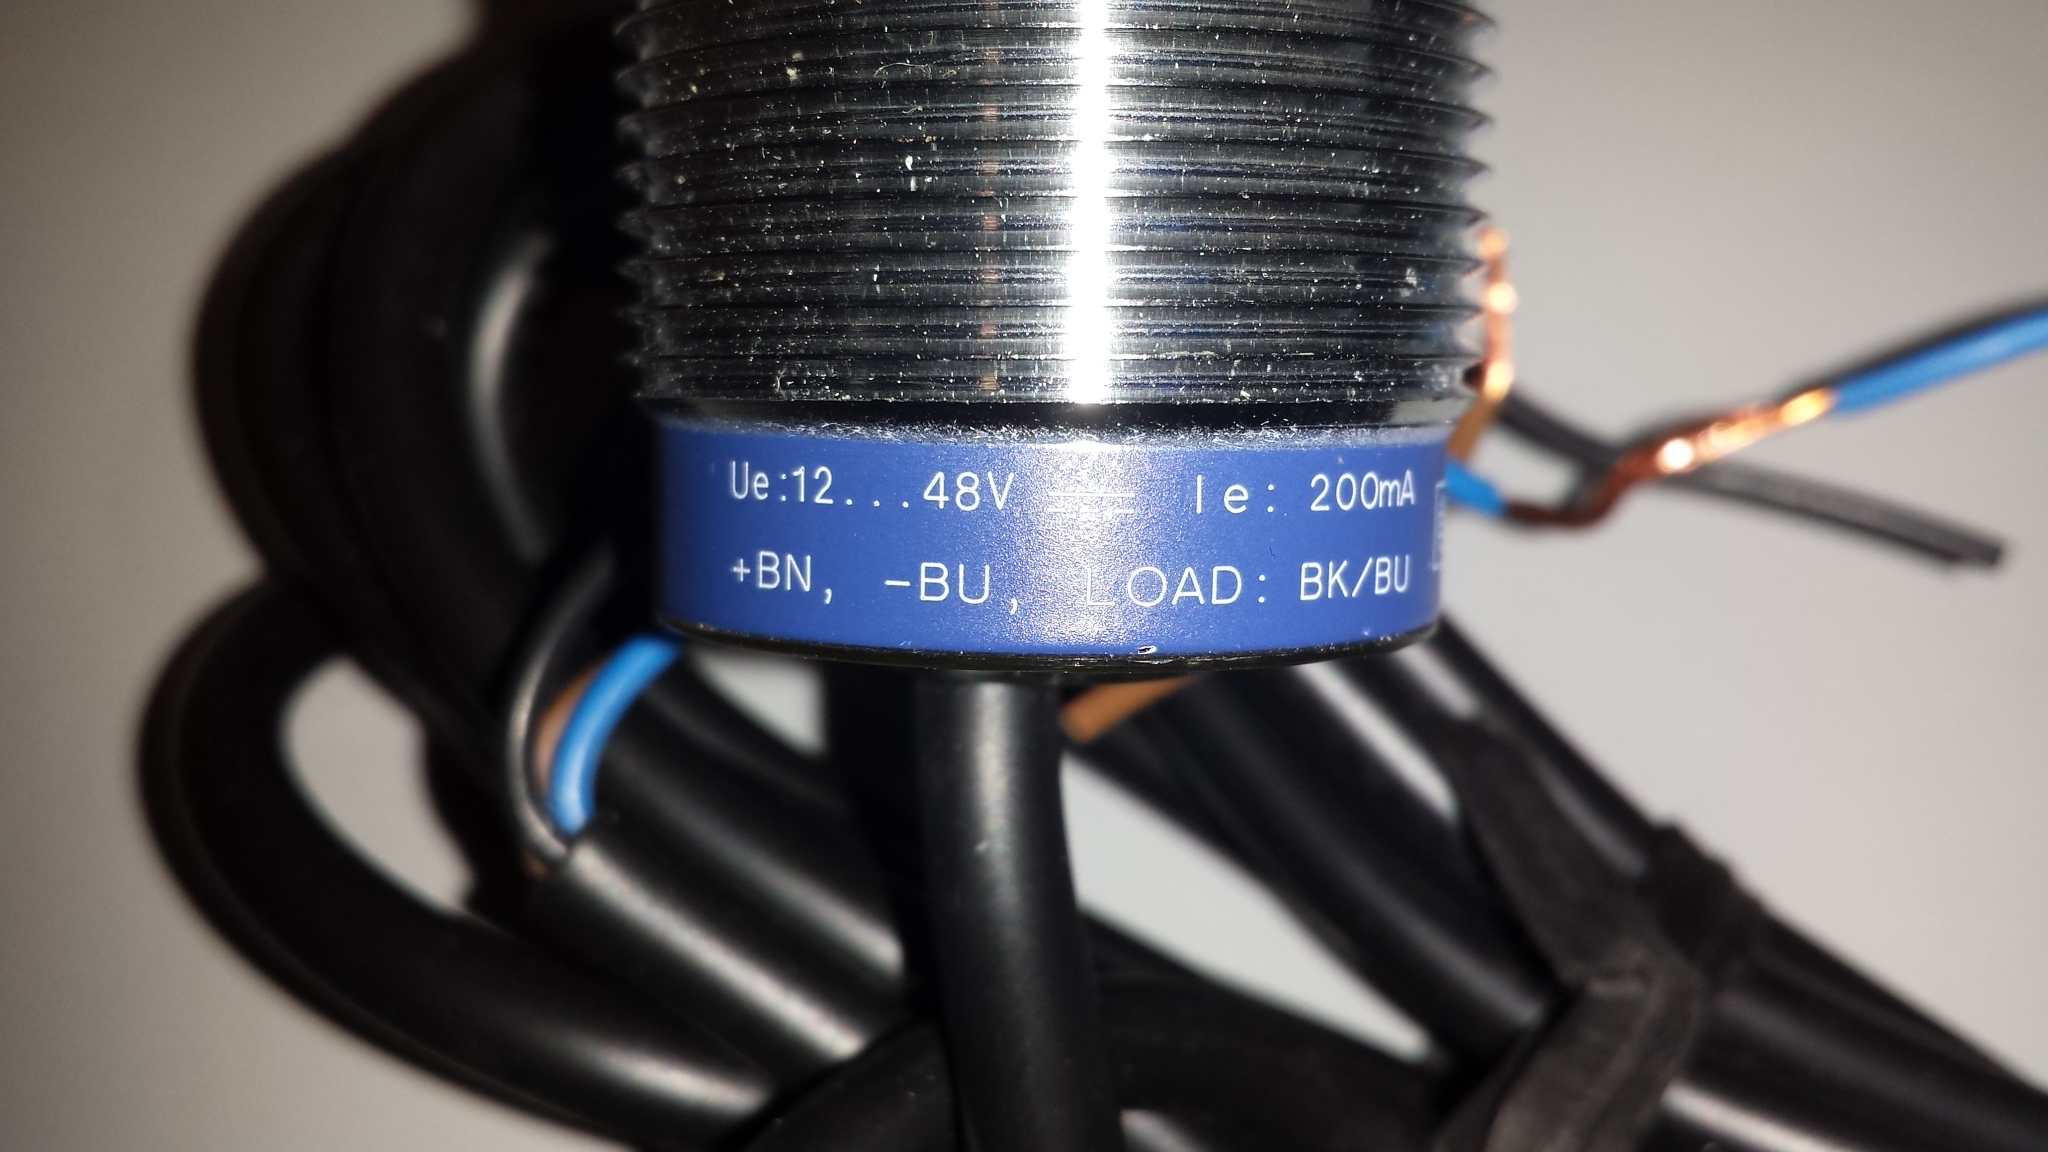 Ue:12...48V ⎓ Ie: 200mA
+BN, -BU, LOAD: BK/BU